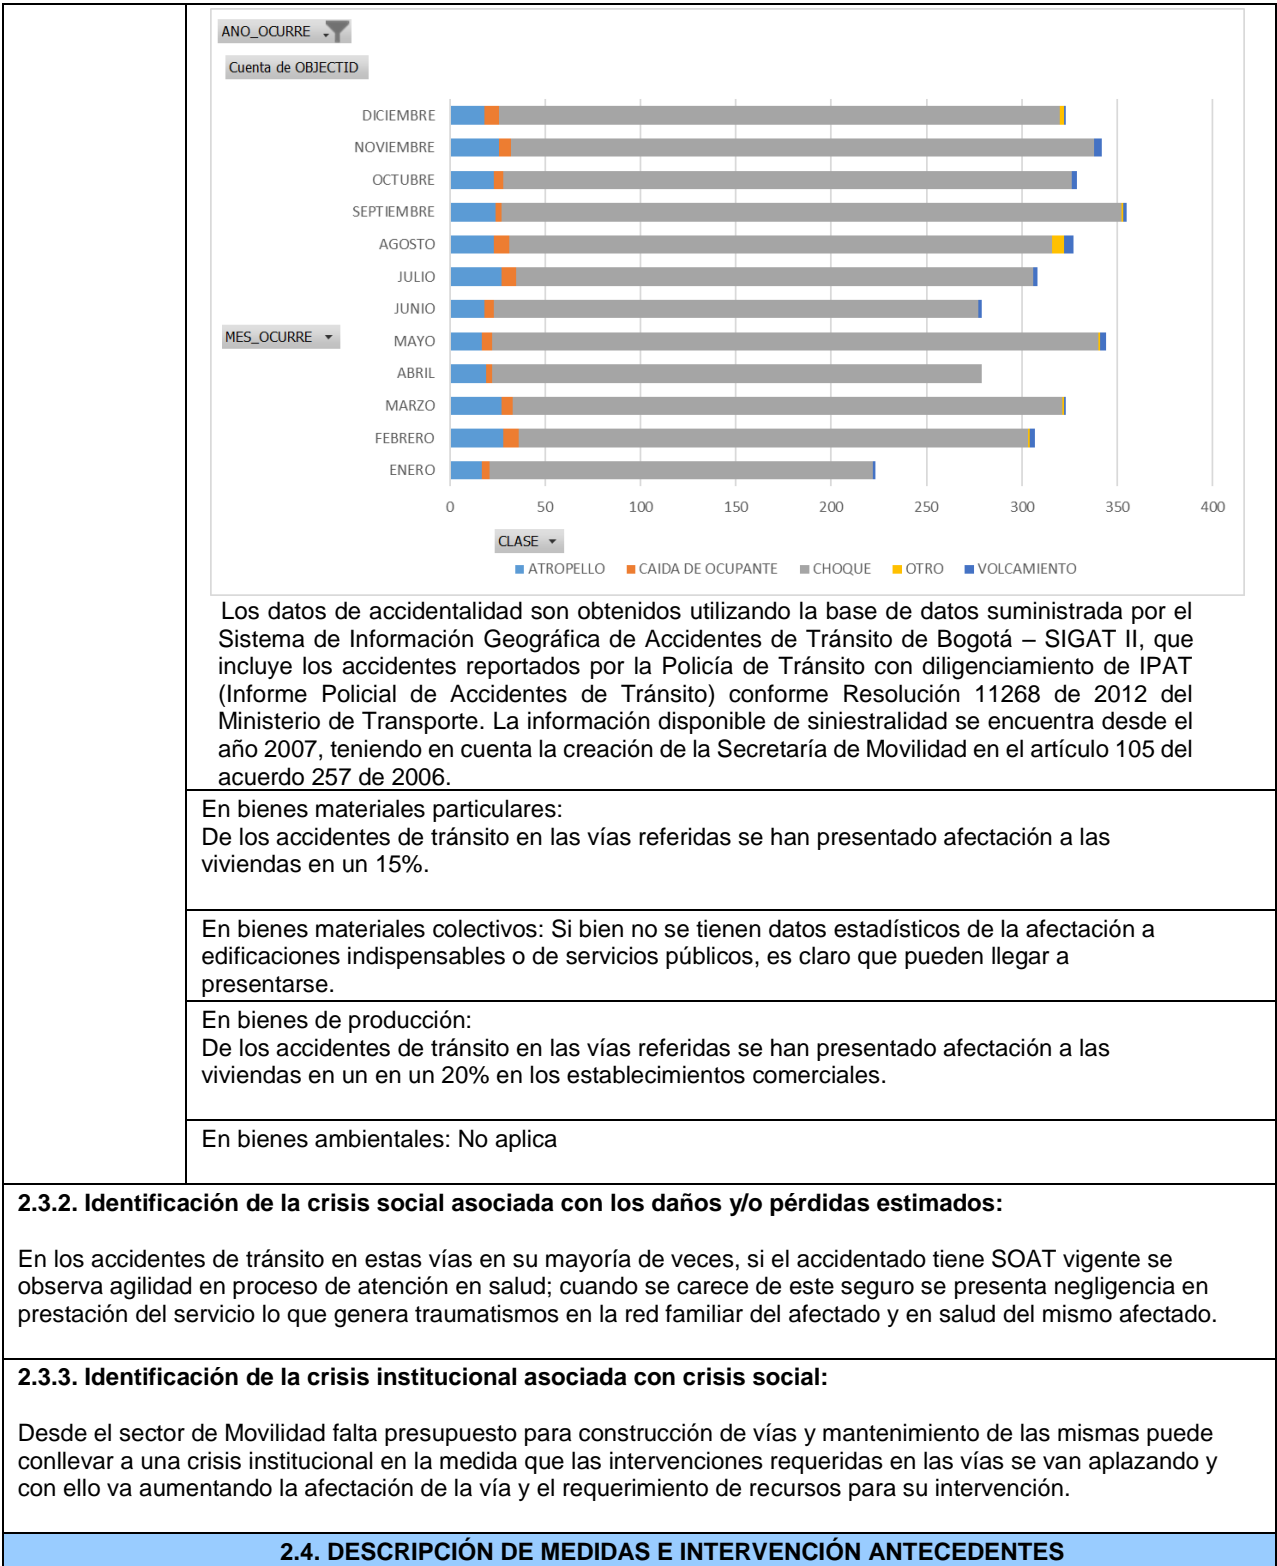 ANO_OCURRE
Cuenta de OBJECTID
DICIEMBRE
NOVIEMBRE
OCTUBRE
SEPTIEMBRE
AGOSTO
JULIO
JUNIO
MES_OCURRE
MAYO
ABRIL
MARZO
FEBRERO
ENERO
0 50 100 150 200 250 300 350 400
CLASE
ATROPELLO CAIDA DE OCUPANTE CHOQUE OTRO VOLCAMIENTO
Los datos de accidentalidad son obtenidos utilizando la base de datos suministrada por el
Sistema de Información Geográfica de Accidentes de Tránsito de Bogotá – SIGAT II, que
incluye los accidentes reportados por la Policía de Tránsito con diligenciamiento de IPAT
(Informe Policial de Accidentes de Tránsito) conforme Resolución 11268 de 2012 del
Ministerio de Transporte. La información disponible de siniestralidad se encuentra desde el
año 2007, teniendo en cuenta la creación de la Secretaría de Movilidad en el artículo 105 del
acuerdo 257 de 2006.
En bienes materiales particulares:
De los accidentes de tránsito en las vías referidas se han presentado afectación a las
viviendas en un 15%.
En bienes materiales colectivos: Si bien no se tienen datos estadísticos de la afectación a
edificaciones indispensables o de servicios públicos, es claro que pueden llegar a
presentarse.
En bienes de producción:
De los accidentes de tránsito en las vías referidas se han presentado afectación a las
viviendas en un en un 20% en los establecimientos comerciales.
En bienes ambientales: No aplica
2.3.2. Identificación de la crisis social asociada con los daños y/o pérdidas estimados:
En los accidentes de tránsito en estas vías en su mayoría de veces, si el accidentado tiene SOAT vigente se
observa agilidad en proceso de atención en salud; cuando se carece de este seguro se presenta negligencia en
prestación del servicio lo que genera traumatismos en la red familiar del afectado y en salud del mismo afectado.
2.3.3. Identificación de la crisis institucional asociada con crisis social:
Desde el sector de Movilidad falta presupuesto para construcción de vías y mantenimiento de las mismas puede
conllevar a una crisis institucional en la medida que las intervenciones requeridas en las vías se van aplazando y
con ello va aumentando la afectación de la vía y el requerimiento de recursos para su intervención.
2.4. DESCRIPCIÓN DE MEDIDAS E INTERVENCIÓN ANTECEDENTES